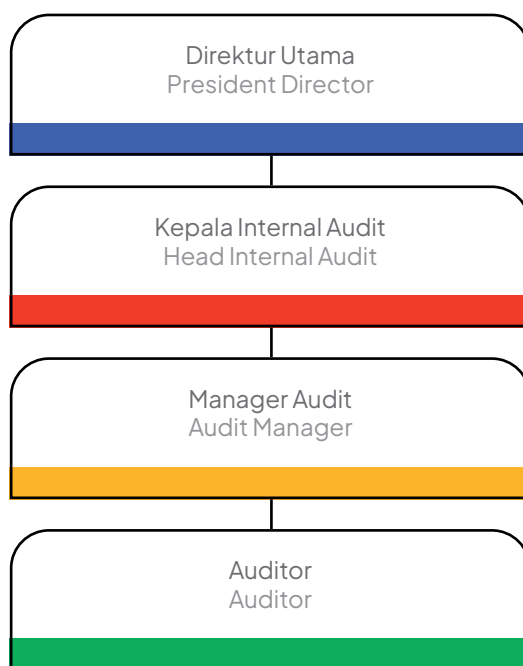 Direktur Utama
President Director
Kepala Internal Audit
Head Internal Audit
Manager Audit
Audit Manager
Auditor
Auditor